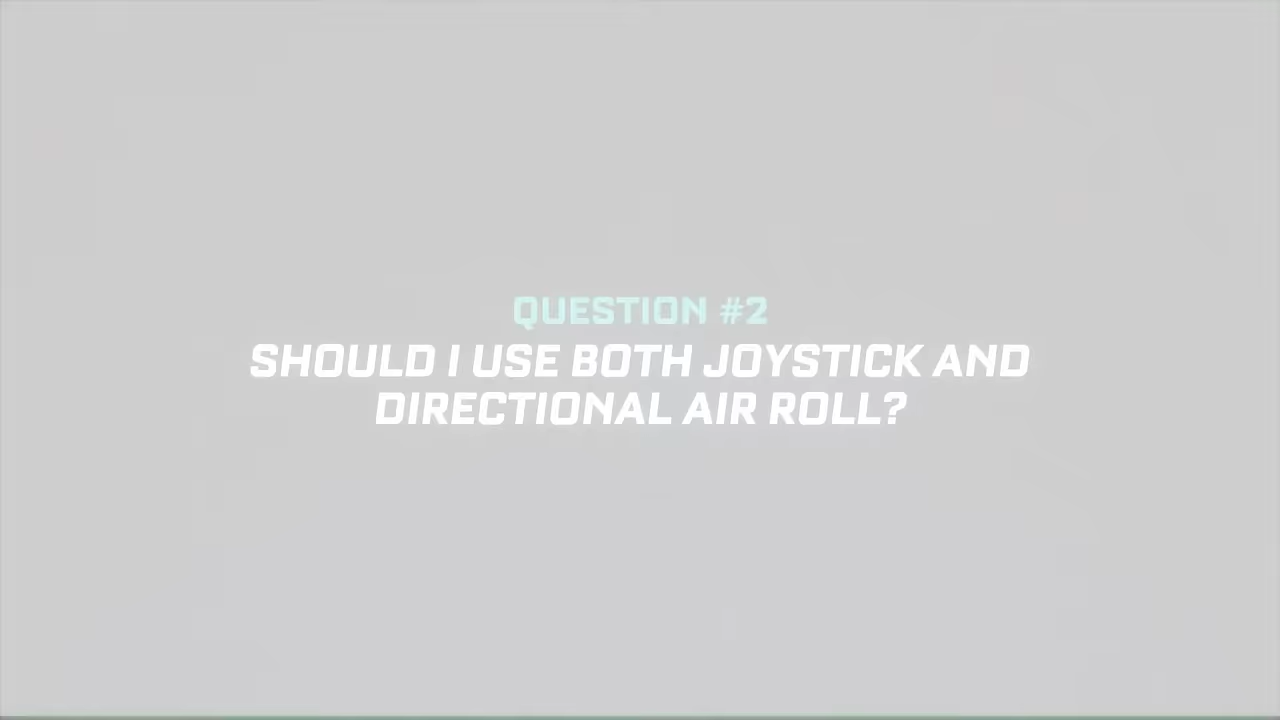 QUESTION #2
SHOULD I USE BOTH JOYSTICK AND
DIRECTIONAL AIR ROLL?